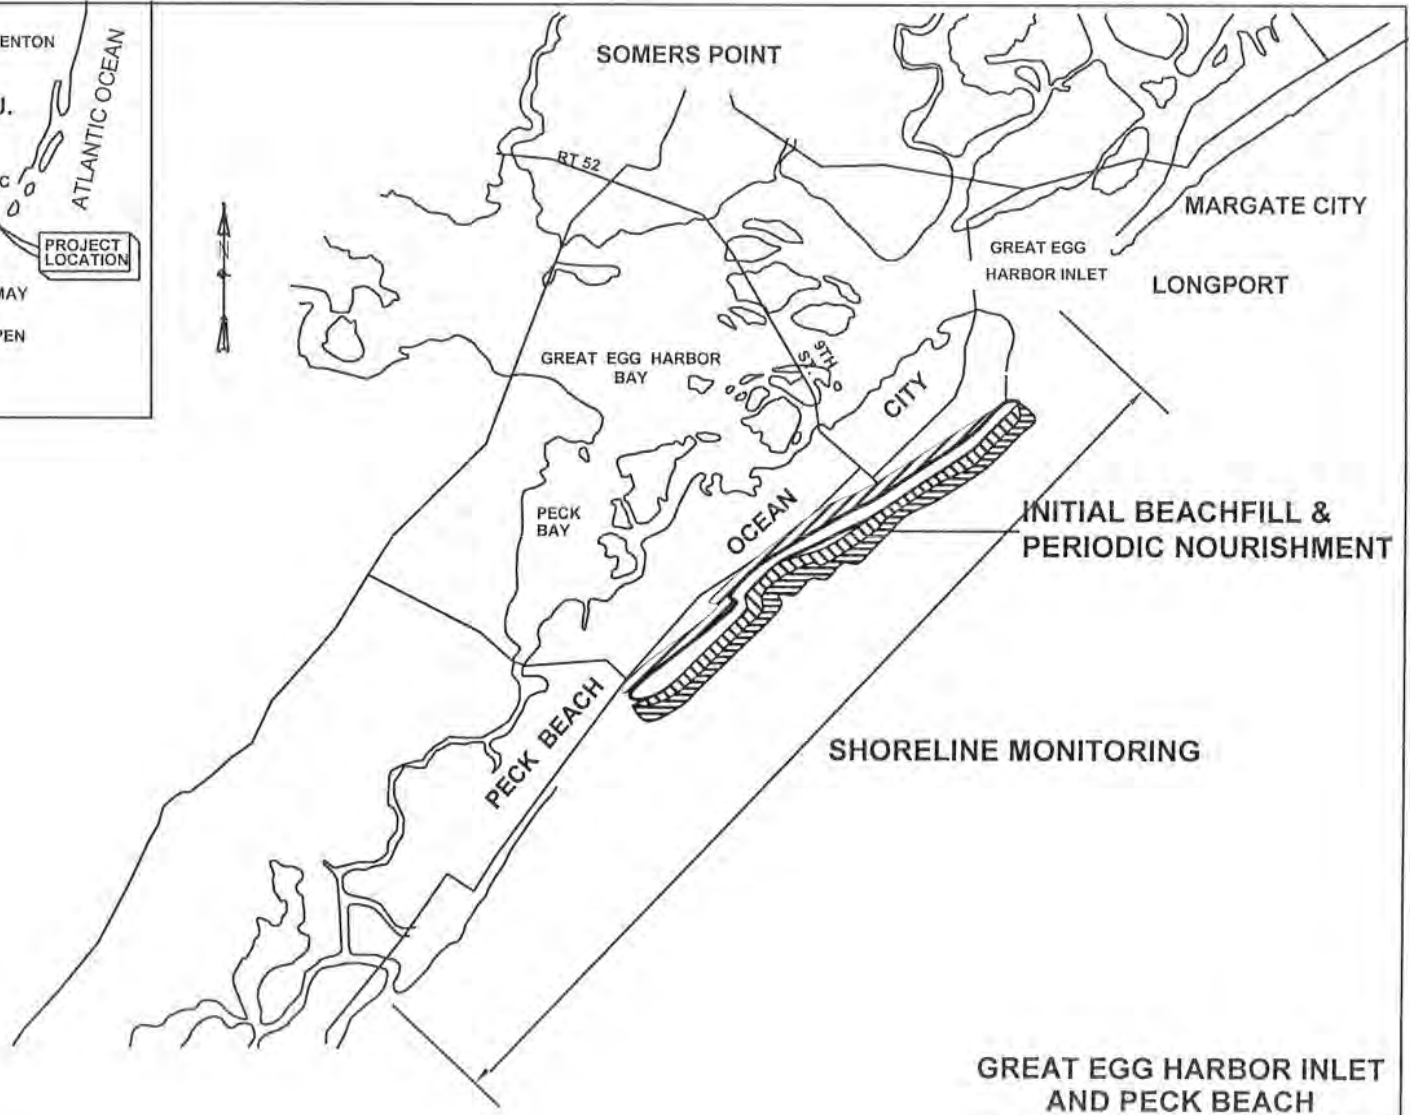 ENTON
ATLANTIC OCEAN
J.
C
PROJECT
LOCATION
MAY
PEN
N
SOMERS POINT
RT 52
MARGATE CITY
GREAT EGG
HARBOR INLET
LONGPORT
GREAT EGG HARBOR
BAY
9TH
ST.
OCEAN CITY
PECK
BAY
INITIAL BEACHFILL &
PERIODIC NOURISHMENT
PECK BEACH
SHORELINE MONITORING
GREAT EGG HARBOR INLET
AND PECK BEACH